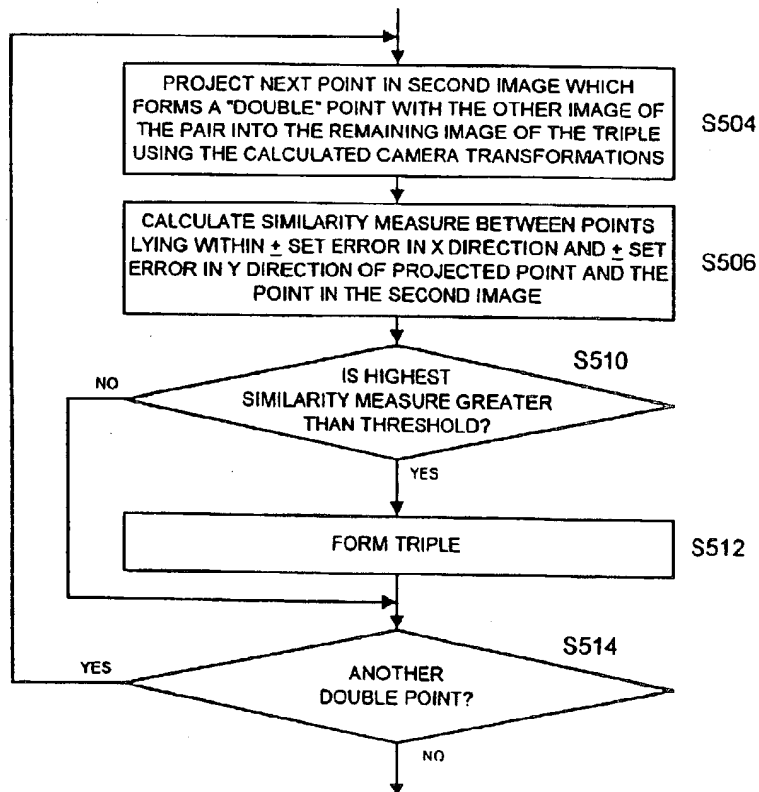 PROJECT NEXT POINT IN SECOND IMAGE WHICH
FORMS A "DOUBLE" POINT WITH THE OTHER IMAGE OF
THE PAIR INTO THE REMAINING IMAGE OF THE TRIPLE
USING THE CALCULATED CAMERA TRANSFORMATIONS
S504
CALCULATE SIMILARITY MEASURE BETWEEN POINTS
LYING WITHIN ± SET ERROR IN X DIRECTION AND ± SET
ERROR IN Y DIRECTION OF PROJECTED POINT AND THE
POINT IN THE SECOND IMAGE
S506
S510
NO
IS HIGHEST
SIMILARITY MEASURE GREATER
THAN THRESHOLD?
YES
FORM TRIPLE
S512
S514
YES
ANOTHER
DOUBLE POINT?
NO